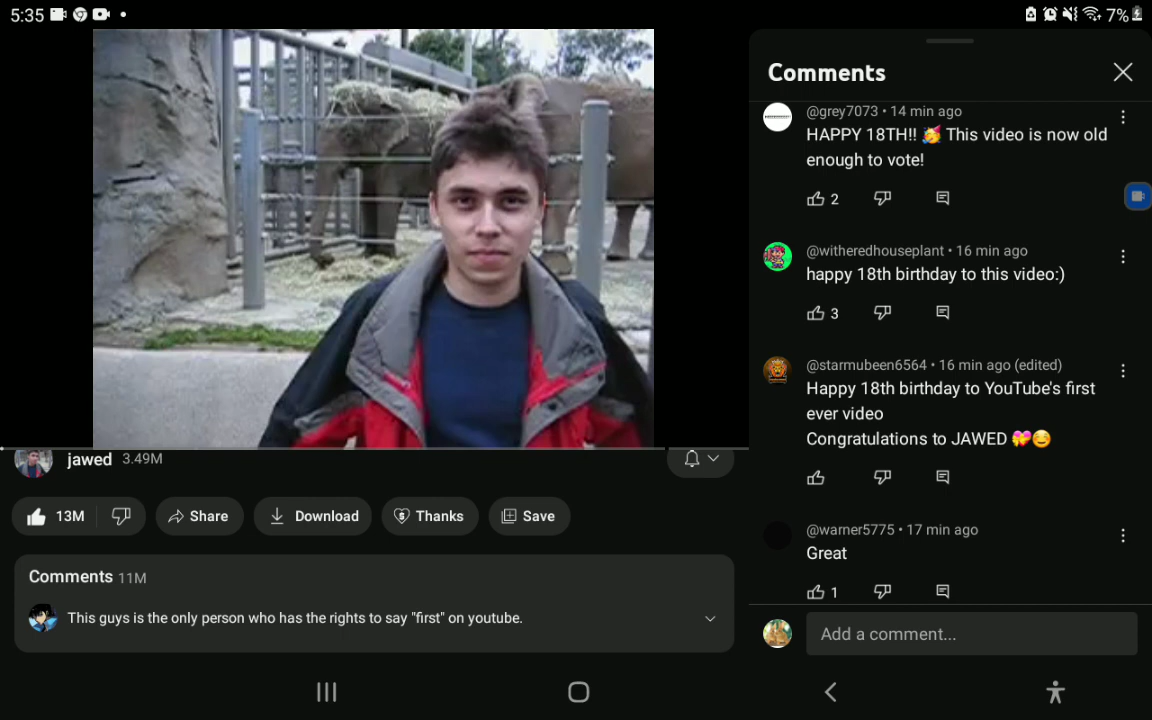 5:35
7%
Comments
@grey7073 • 14 min ago
HAPPY 18TH!! 🥳 This video is now old
enough to vote!
2
@witheredhouseplant • 16 min ago
happy 18th birthday to this video:)
3
@starmubeen6564 • 16 min ago (edited)
Happy 18th birthday to YouTube's first
ever video
Congratulations to JAWED 💝☺️
@warner5775 • 17 min ago
Great
1
Add a comment...
jawed 3.49M
13M
Share
Download
Thanks
Save
Comments 11M
This guys is the only person who has the rights to say "first" on youtube.